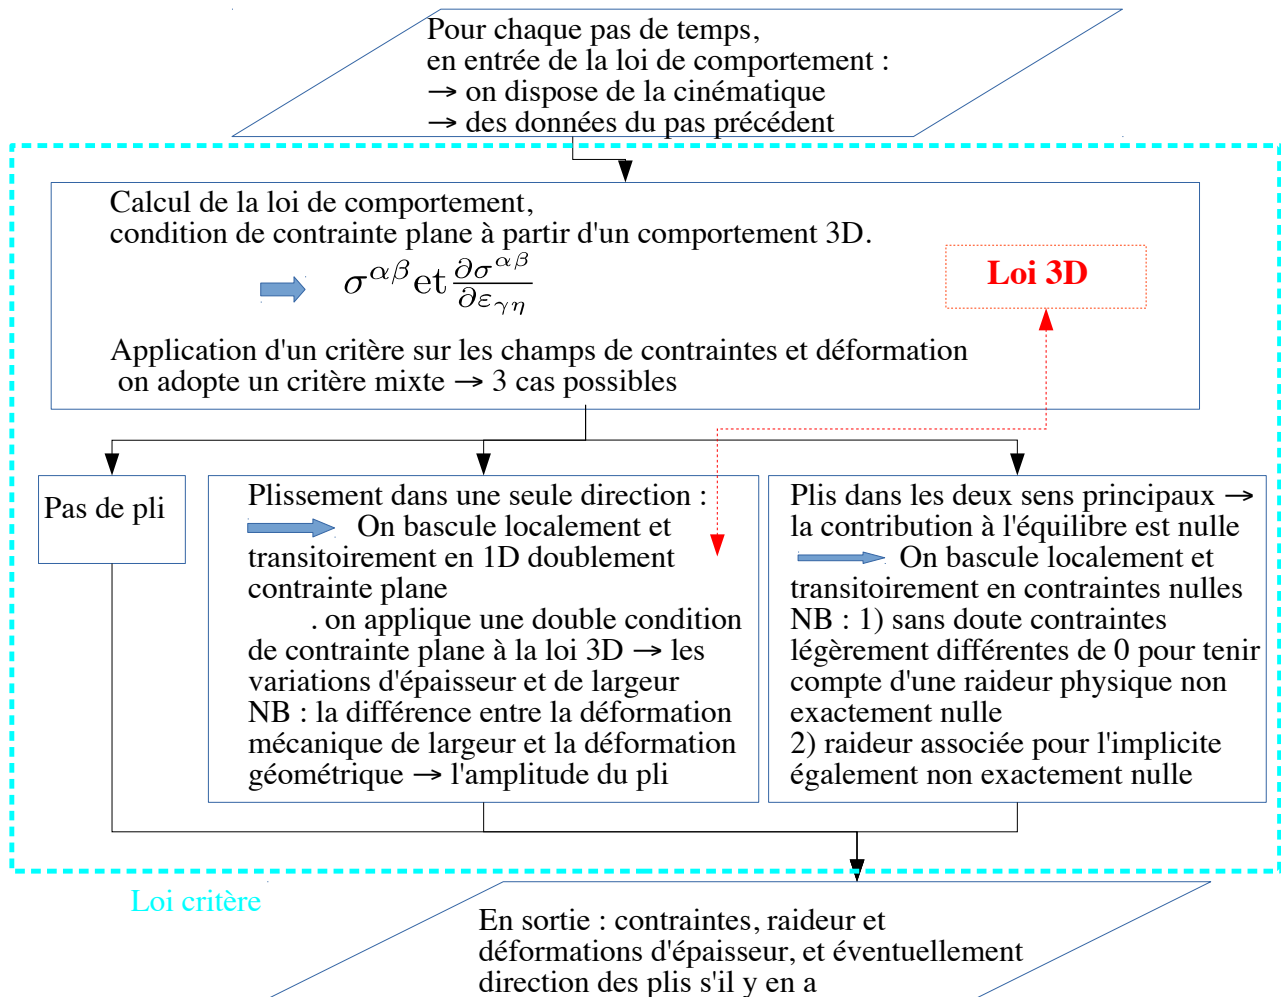 Pour chaque pas de temps,
en entrée de la loi de comportement :
→ on dispose de la cinématique
→ des données du pas précédent
Calcul de la loi de comportement,
condition de contrainte plane à partir d'un comportement 3D.
σ^{αβ} et ∂σ^{αβ}/∂ε_{γη}
Loi 3D
Application d'un critère sur les champs de contraintes et déformation
on adopte un critère mixte → 3 cas possibles
Pas de pli
Plissement dans une seule direction :
On bascule localement et
transitoirement en 1D doublement
contrainte plane
. on applique une double condition
de contrainte plane à la loi 3D → les
variations d'épaisseur et de largeur
NB : la différence entre la déformation
mécanique de largeur et la déformation
géométrique → l'amplitude du pli
Plis dans les deux sens principaux →
la contribution à l'équilibre est nulle
On bascule localement et
transitoirement en contraintes nulles
NB : 1) sans doute contraintes
légèrement différentes de 0 pour tenir
compte d'une raideur physique non
exactement nulle
2) raideur associée pour l'implicite
également non exactement nulle
Loi critère
En sortie : contraintes, raideur et
déformations d'épaisseur, et éventuellement
direction des plis s'il y en a